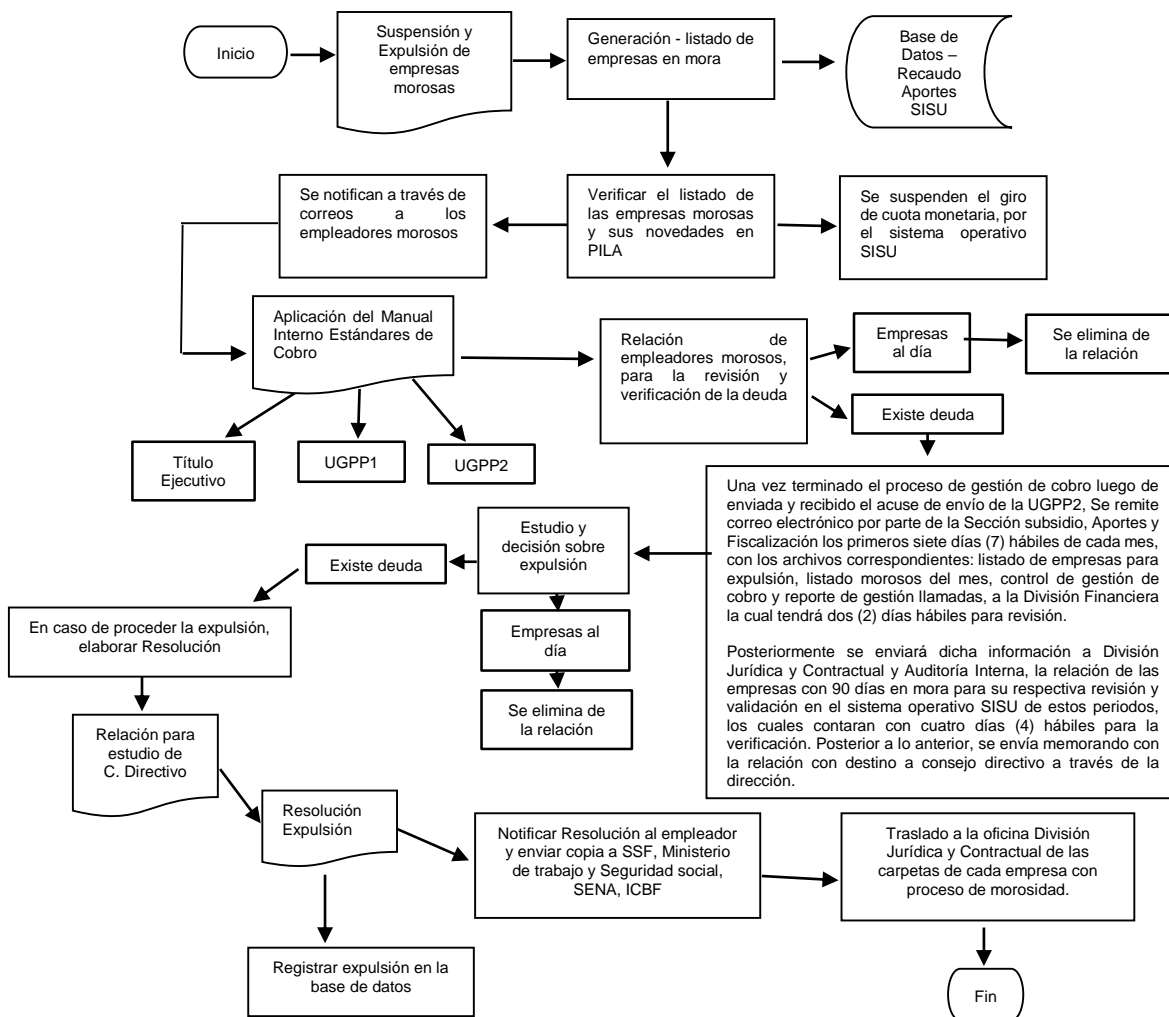 Inicio
Suspensión y
Expulsión de
empresas
morosas
Generación - listado de
empresas en mora
Base de
Datos –
Recaudo
Aportes
SISU
Se notifican a través de
correos a los
empleadores morosos
Verificar el listado de
las empresas morosas
y sus novedades en
PILA
Se suspenden el giro
de cuota monetaria, por
el sistema operativo
SISU
Aplicación del Manual
Interno Estándares de
Cobro
Relación de
empleadores morosos,
para la revisión y
verificación de la deuda
Empresas
al día
Se elimina de
la relación
Existe deuda
Título
Ejecutivo
UGPP1
UGPP2
Una vez terminado el proceso de gestión de cobro luego de
enviada y recibido el acuse de envío de la UGPP2, Se remite
correo electrónico por parte de la Sección subsidio, Aportes y
Fiscalización los primeros siete días (7) hábiles de cada mes,
con los archivos correspondientes: listado de empresas para
expulsión, listado morosos del mes, control de gestión de
cobro y reporte de gestión llamadas, a la División Financiera
la cual tendrá dos (2) días hábiles para revisión.
Posteriormente se enviará dicha información a División
Jurídica y Contractual y Auditoría Interna, la relación de las
empresas con 90 días en mora para su respectiva revisión y
validación en el sistema operativo SISU de estos periodos,
los cuales contaran con cuatro días (4) hábiles para la
verificación. Posterior a lo anterior, se envía memorando con
la relación con destino a consejo directivo a través de la
dirección.
Estudio y
decisión sobre
expulsión
Existe deuda
Empresas al
día
Se elimina de
la relación
En caso de proceder la expulsión,
elaborar Resolución
Relación para
estudio de
C. Directivo
Resolución
Expulsión
Notificar Resolución al empleador
y enviar copia a SSF, Ministerio
de trabajo y Seguridad social,
SENA, ICBF
Traslado a la oficina División
Jurídica y Contractual de las
carpetas de cada empresa con
proceso de morosidad.
Registrar expulsión en la
base de datos
Fin